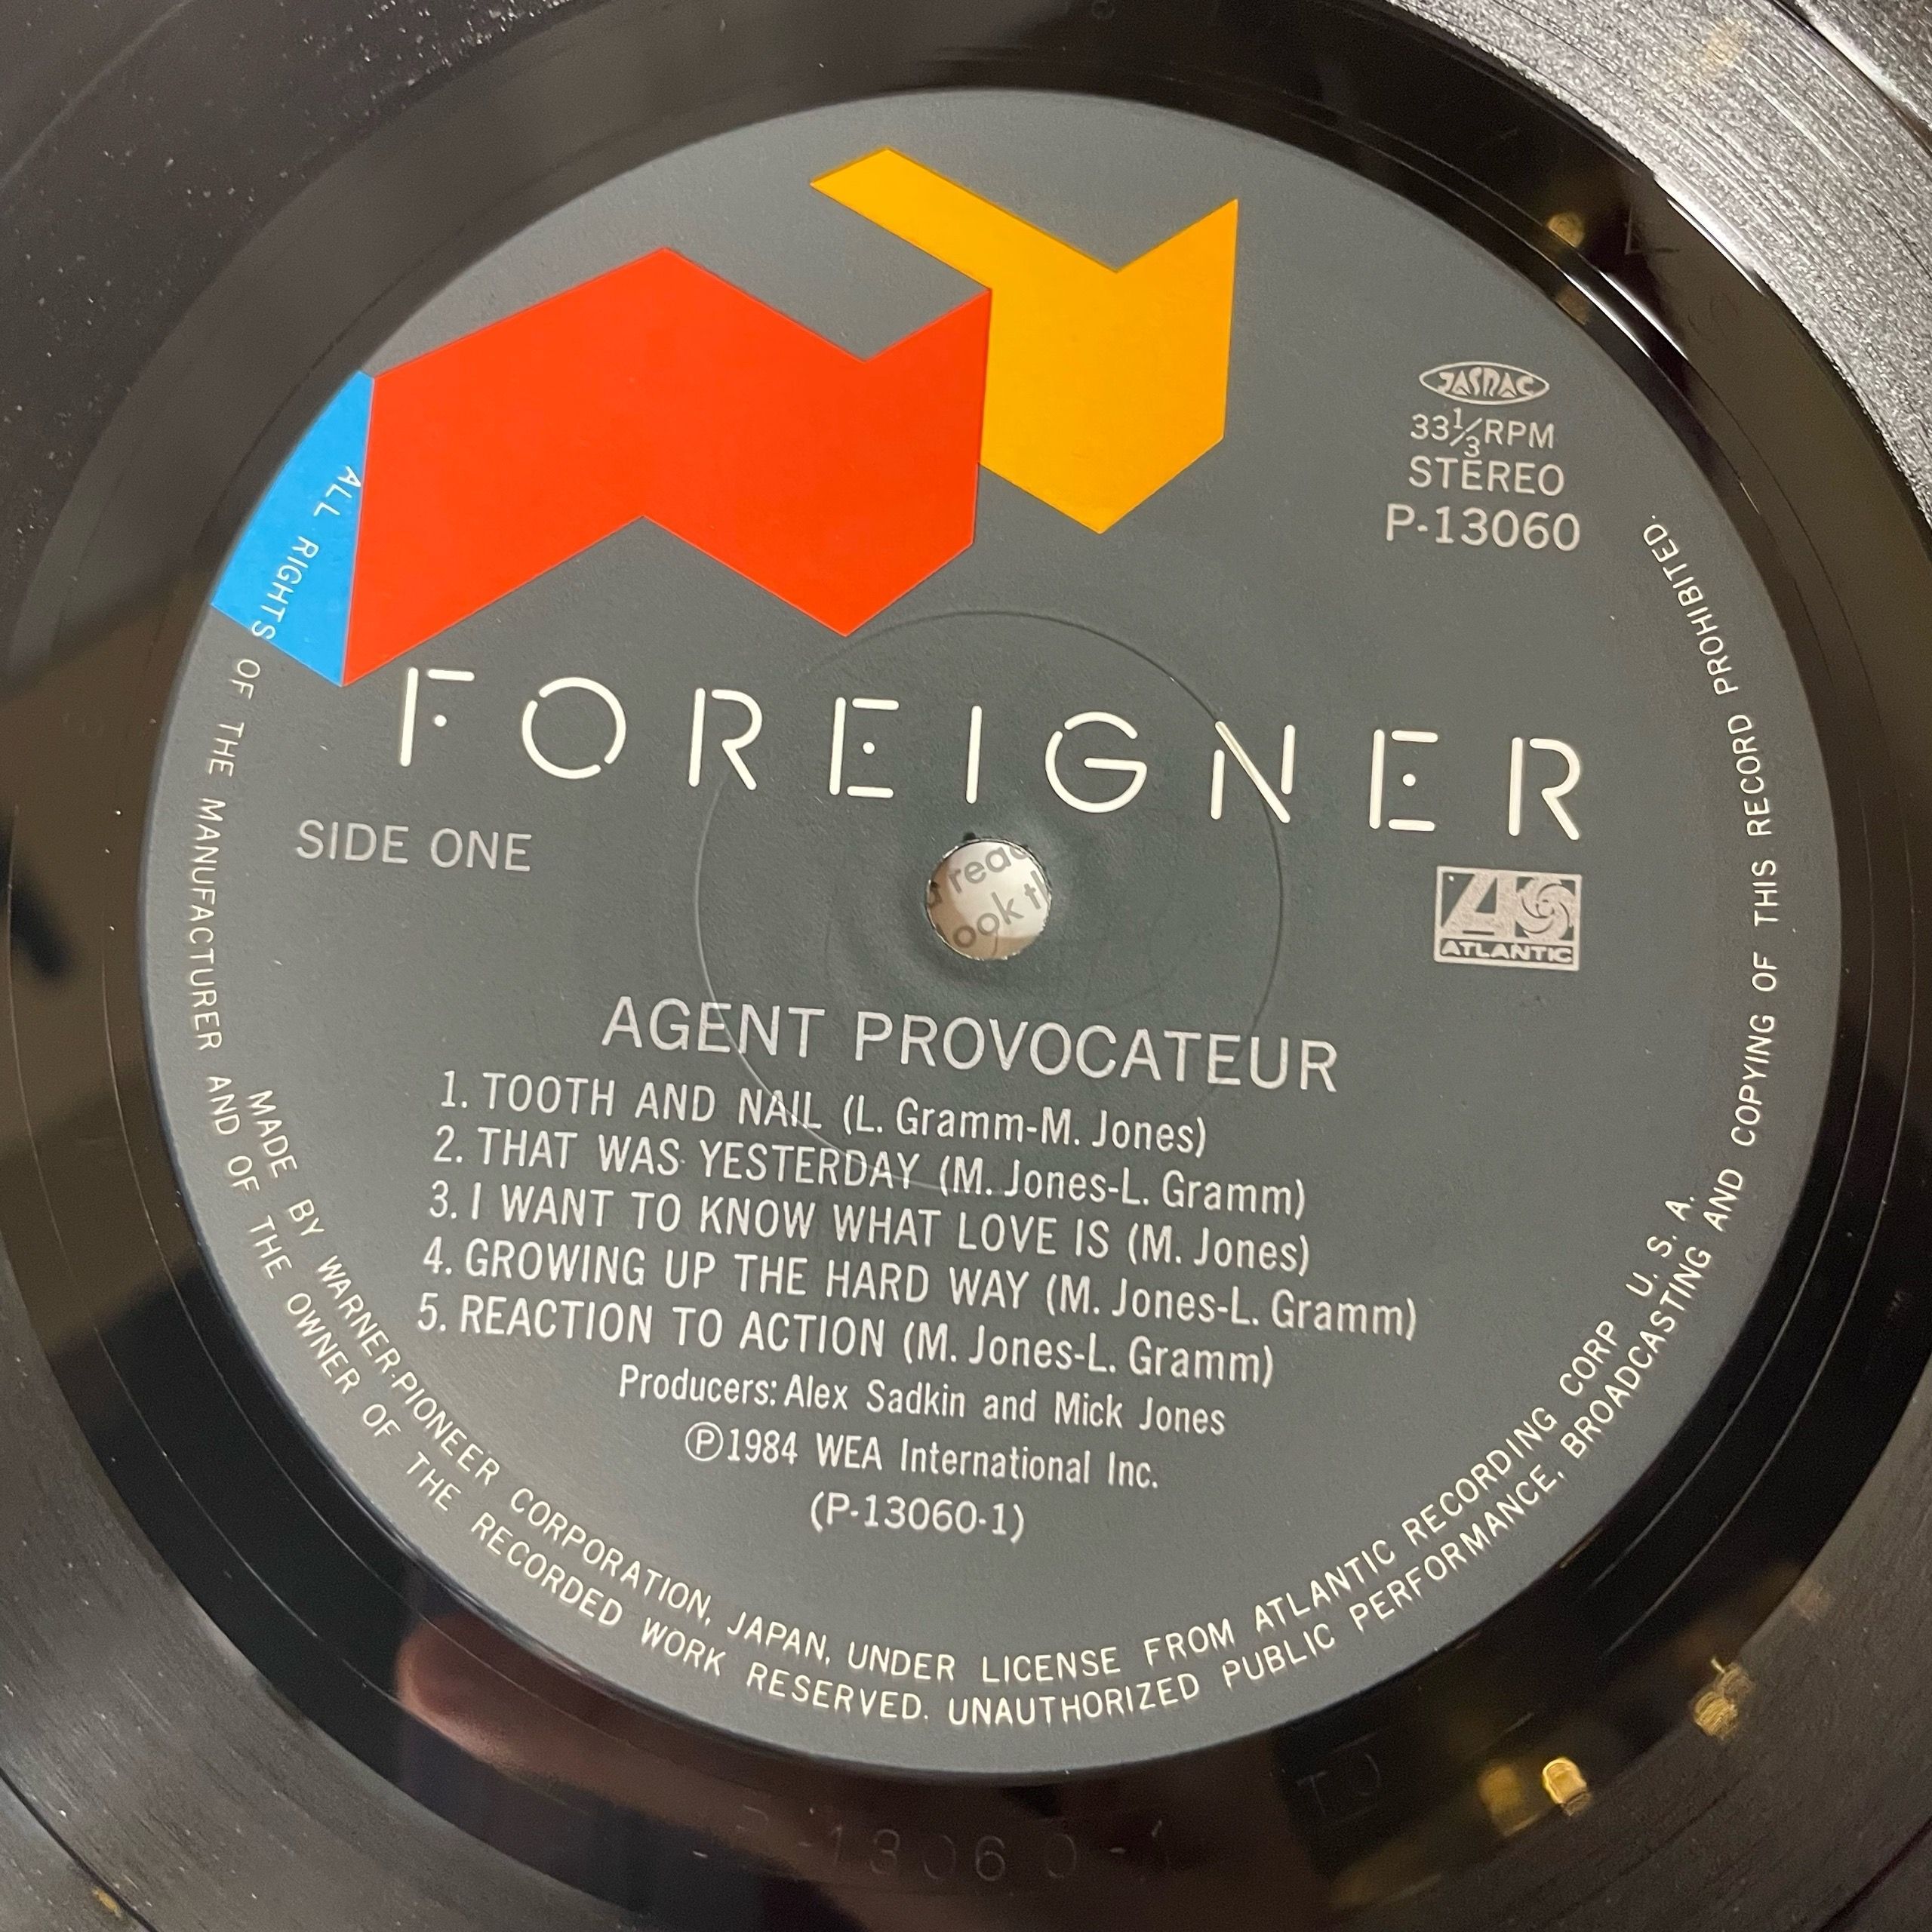 JASRAC
33 1/3 RPM
STEREO
P-13060
FOREIGNER
SIDE ONE
ATLANTIC
AGENT PROVOCATEUR
1. TOOTH AND NAIL (L. Gramm-M. Jones)
2. THAT WAS YESTERDAY (M. Jones-L. Gramm)
3. I WANT TO KNOW WHAT LOVE IS (M. Jones)
4. GROWING UP THE HARD WAY (M. Jones-L. Gramm)
5. REACTION TO ACTION (M. Jones-L. Gramm)
Producers: Alex Sadkin and Mick Jones
Ⓟ1984 WEA International Inc.
(P-13060-1)
MADE BY WARNER-PIONEER CORPORATION, JAPAN, UNDER LICENSE FROM ATLANTIC RECORDING CORP U. S. A.
ALL RIGHTS OF THE MANUFACTURER AND OF THE OWNER OF THE RECORDED WORK RESERVED. UNAUTHORIZED PUBLIC PERFORMANCE, BROADCASTING AND COPYING OF THIS RECORD PROHIBITED.
13060-1